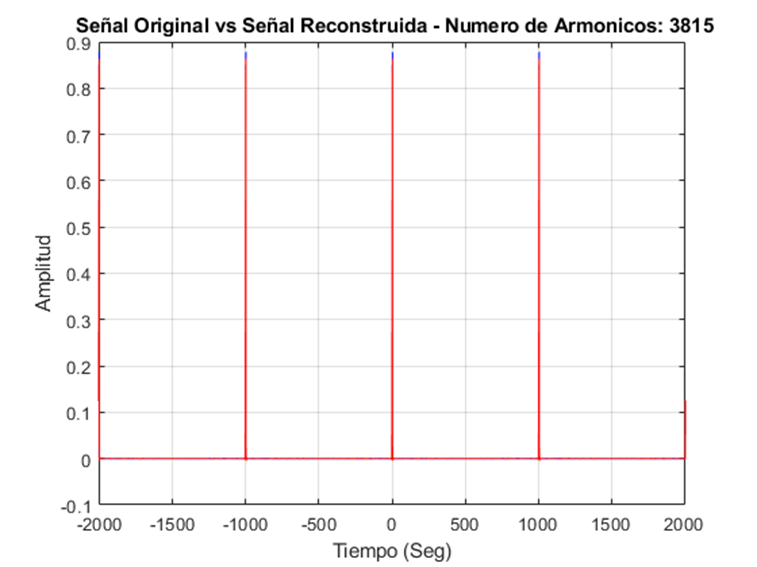 Señal Original vs Señal Reconstruida - Numero de Armonicos: 3815
0.9
0.8
0.7
0.6
0.5
0.4
0.3
0.2
0.1
0
-0.1
Amplitud
-2000 -1500 -1000 -500 0 500 1000 1500 2000
Tiempo (Seg)